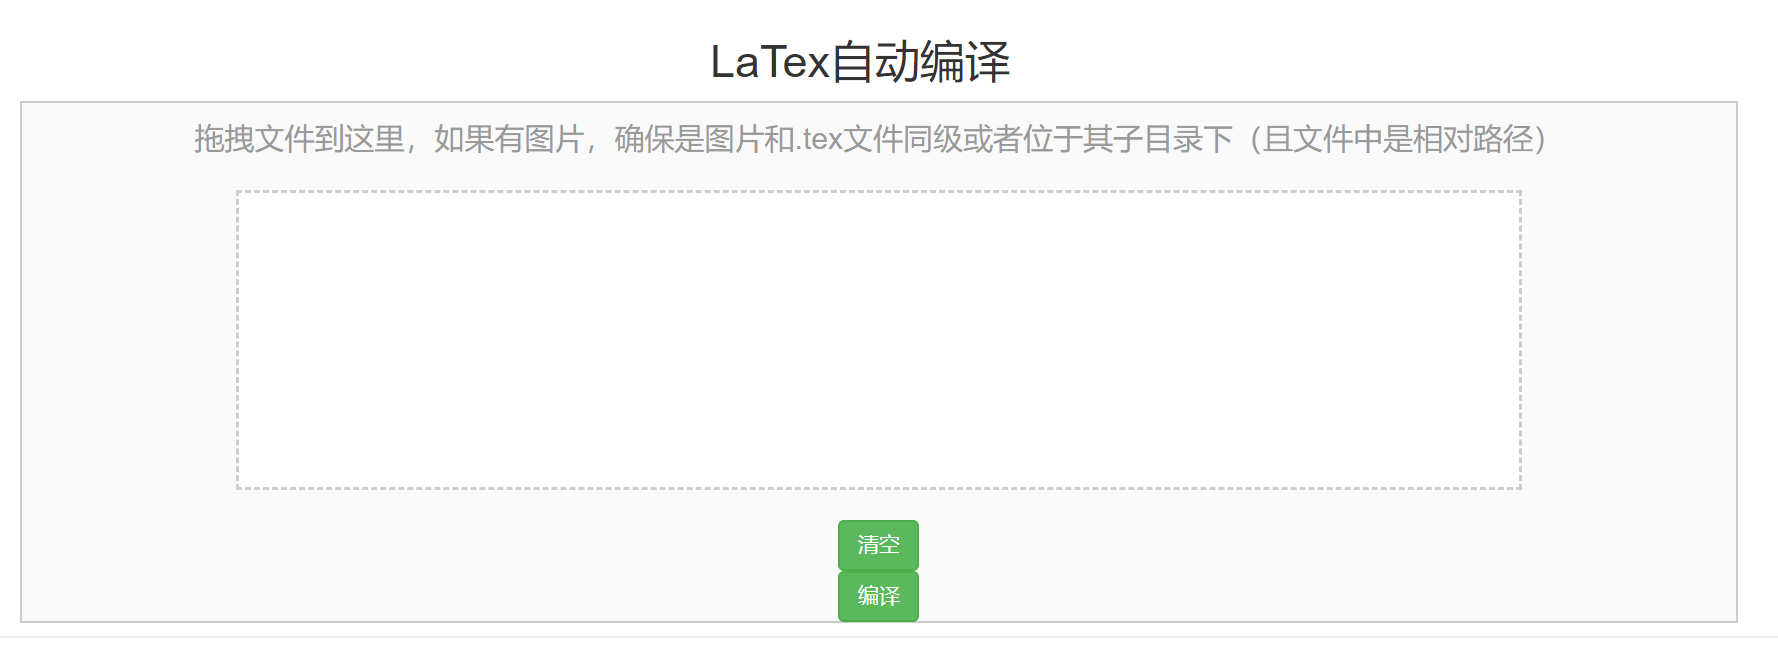 LaTex自动编译
拖拽文件到这里，如果有图片，确保是图片和.tex文件同级或者位于其子目录下（且文件中是相对路径）
清空
编译